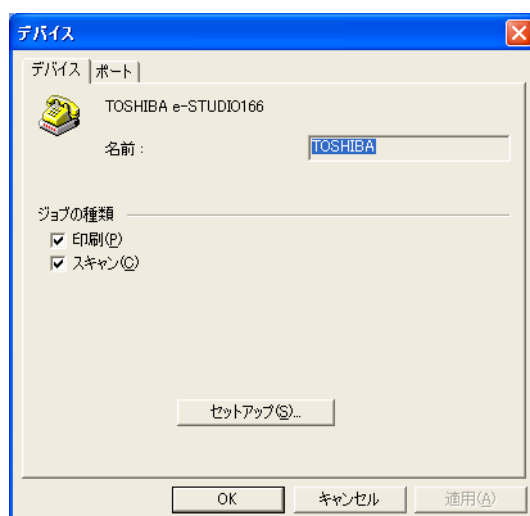 デバイス
デバイス ポート
TOSHIBA e-STUDIO166
名前： TOSHIBA
ジョブの種類
印刷(P)
スキャン(C)
セットアップ(S)...
OK キャンセル 適用(A)